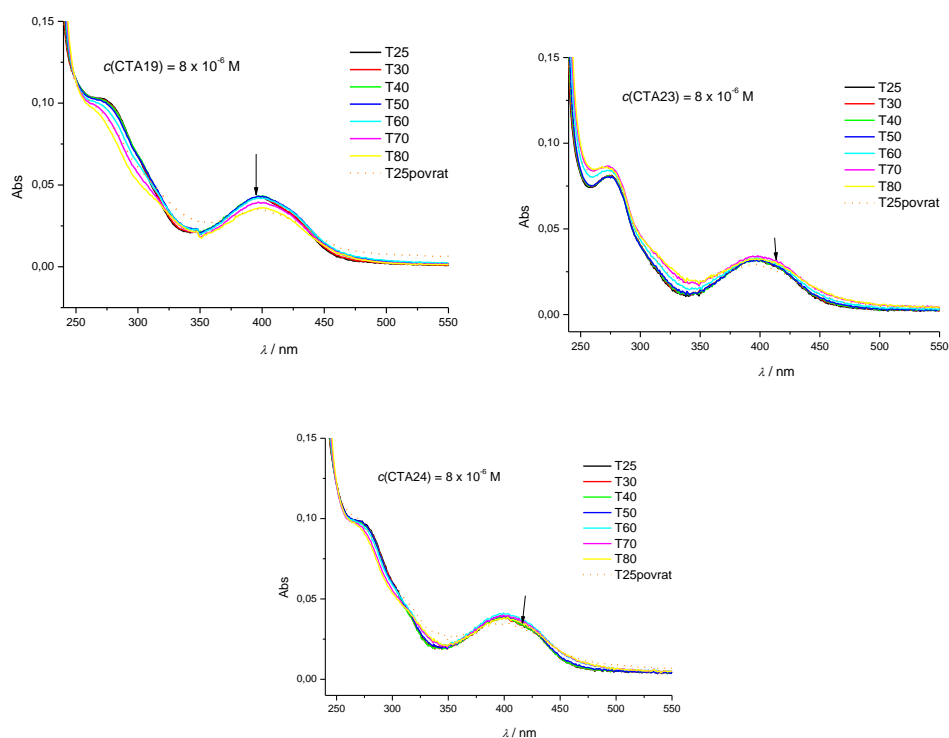 0,15
0,10
0,05
0,00
Abs
c(CTA19) = 8 x 10⁻⁶ M
T25
T30
T40
T50
T60
T70
T80
T25povrat
250 300 350 400 450 500 550
λ / nm
0,15
0,10
0,05
0,00
Abs
c(CTA23) = 8 x 10⁻⁶ M
T25
T30
T40
T50
T60
T70
T80
T25povrat
250 300 350 400 450 500 550
λ / nm
0,15
0,10
0,05
0,00
Abs
c(CTA24) = 8 x 10⁻⁶ M
T25
T30
T40
T50
T60
T70
T80
T25povrat
250 300 350 400 450 500 550
λ / nm